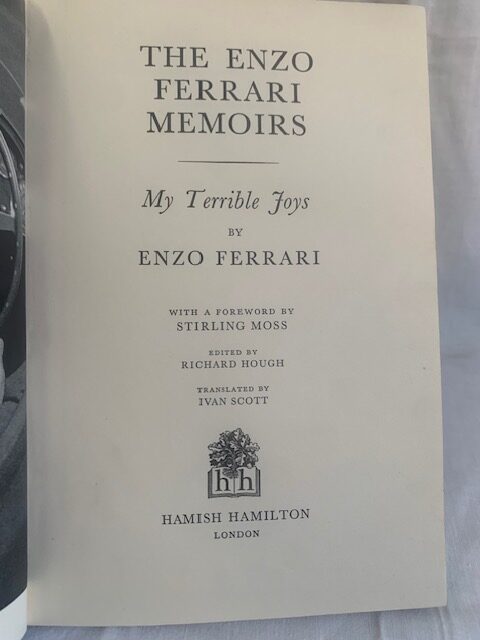 THE ENZO
FERRARI
MEMOIRS
My Terrible Joys
BY
ENZO FERRARI
WITH A FOREWORD BY
STIRLING MOSS
EDITED BY
RICHARD HOUGH
TRANSLATED BY
IVAN SCOTT
h h
HAMISH HAMILTON
LONDON